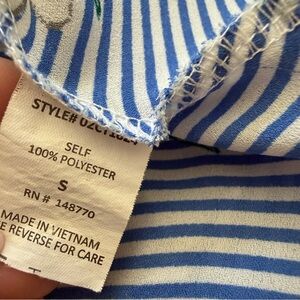 STYLE#
SELF
100% POLYESTER
S
RN # 148770
MADE IN VIETNAM
REVERSE FOR CARE